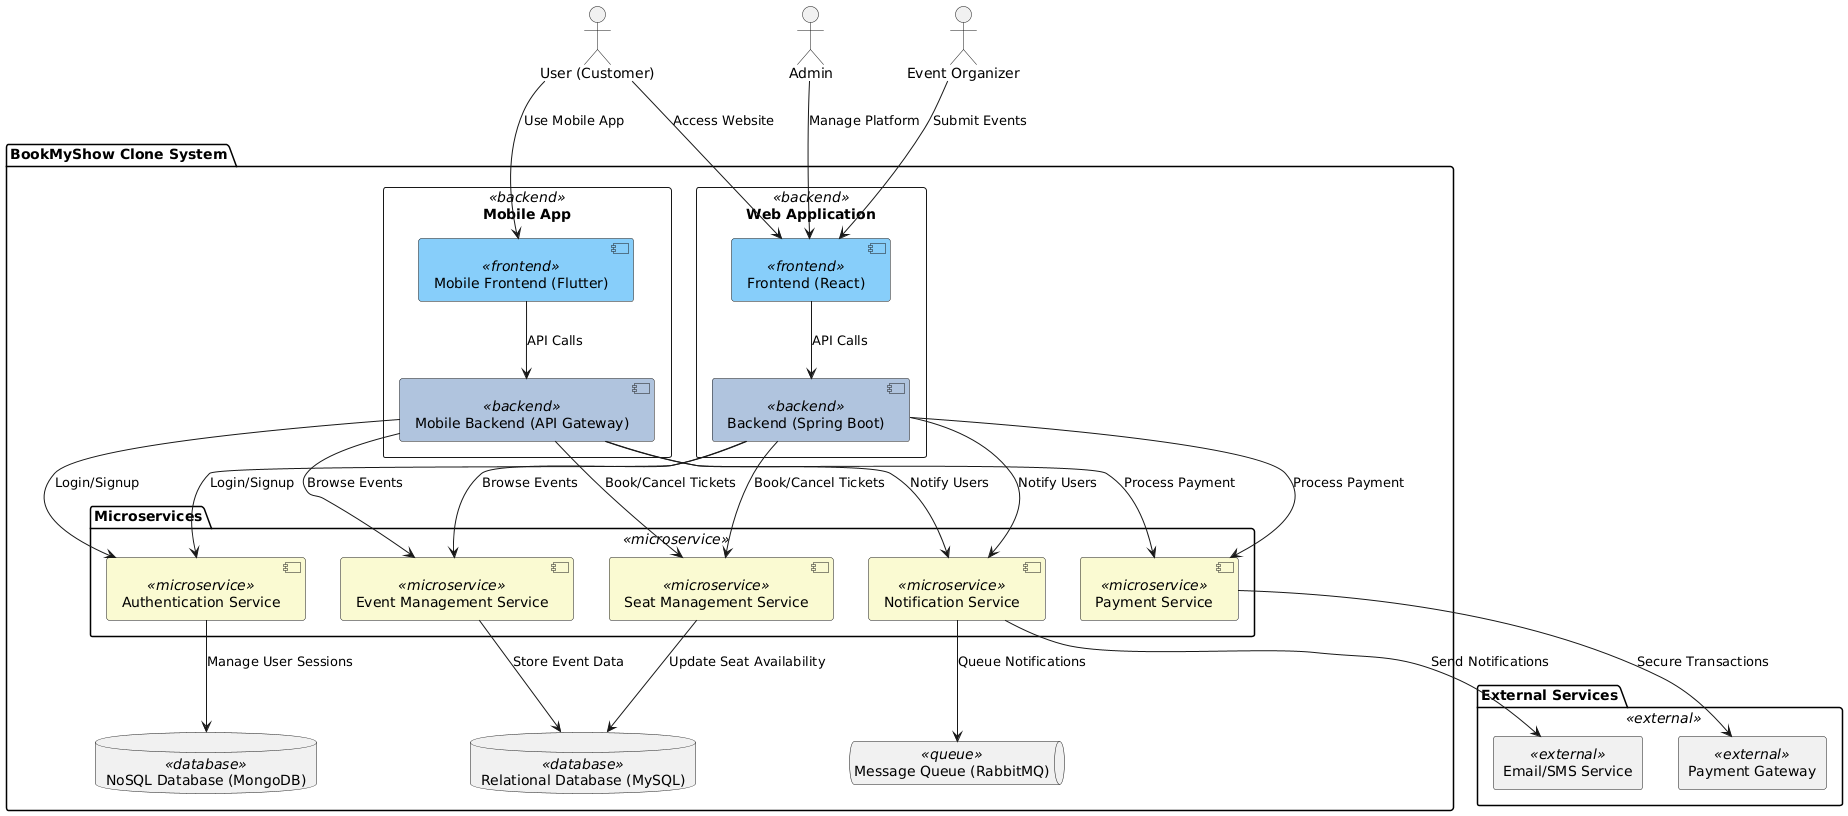 User (Customer)
Admin
Event Organizer
Use Mobile App
Access Website
Manage Platform
Submit Events
BookMyShow Clone System
«backend»
Mobile App
«backend»
Web Application
«frontend»
Mobile Frontend (Flutter)
«frontend»
Frontend (React)
API Calls
API Calls
«backend»
Mobile Backend (API Gateway)
«backend»
Backend (Spring Boot)
Login/Signup
Login/Signup
Browse Events
Browse Events
Book/Cancel Tickets
Book/Cancel Tickets
Notify Users
Notify Users
Process Payment
Process Payment
Microservices
«microservice»
«microservice»
Authentication Service
«microservice»
Event Management Service
«microservice»
Seat Management Service
«microservice»
Notification Service
«microservice»
Payment Service
Manage User Sessions
Store Event Data
Update Seat Availability
Queue Notifications
Send Notifications
Secure Transactions
External Services
«external»
«database»
NoSQL Database (MongoDB)
«database»
Relational Database (MySQL)
«queue»
Message Queue (RabbitMQ)
«external»
Email/SMS Service
«external»
Payment Gateway